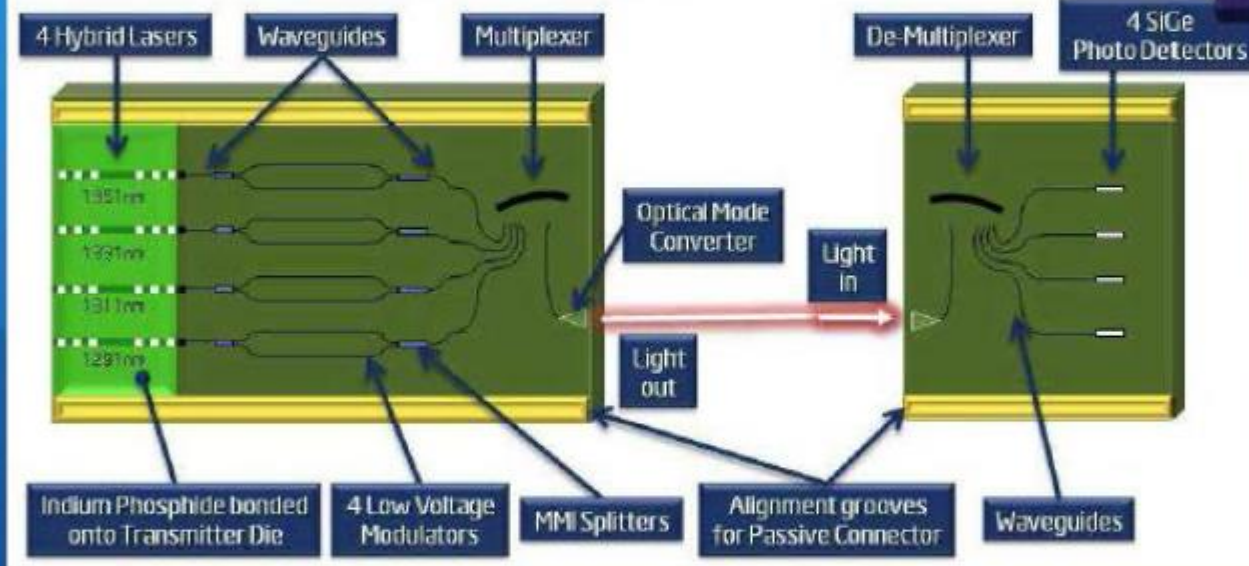 4 Hybrid Lasers
Waveguides
Multiplexer
De-Multiplexer
4 SiGe
Photo Detectors
1351nm
1331nm
1311nm
1291nm
Optical Mode
Converter
Light
in
Light
out
Indium Phosphide bonded
onto Transmitter Die
4 Low Voltage
Modulators
MMI Splitters
Alignment grooves
for Passive Connector
Waveguides